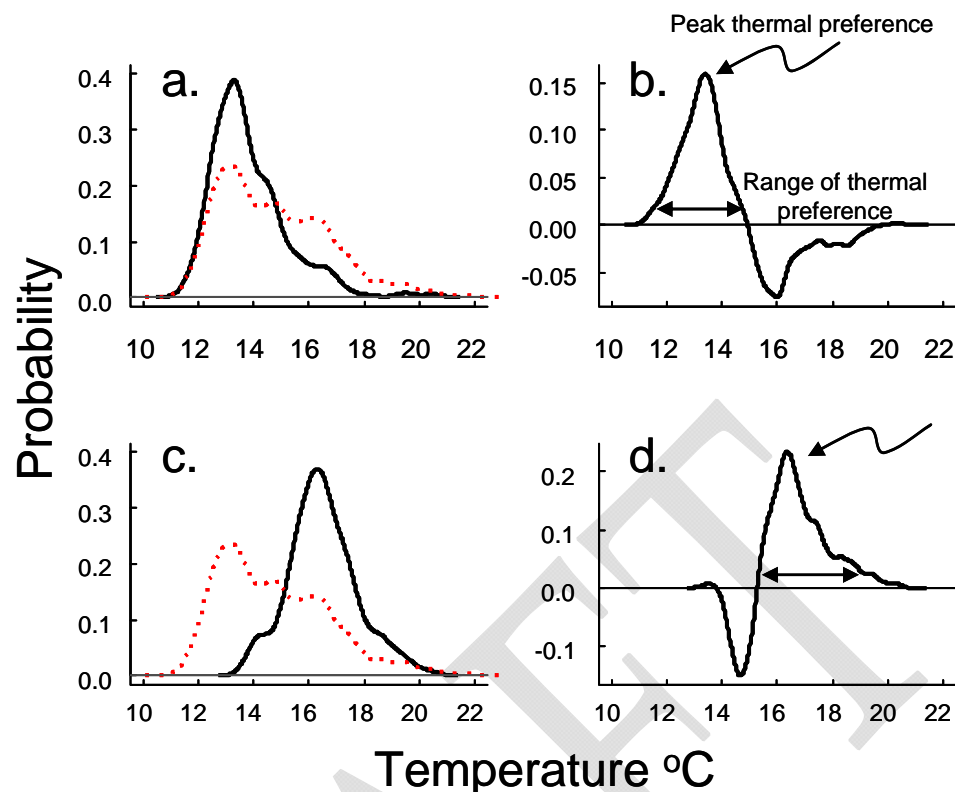 Peak thermal preference
a.
0.4
0.3
0.2
0.1
0.0
10 12 14 16 18 20 22
b.
0.15
0.10
0.05
0.00
-0.05
Range of thermal
preference
10 12 14 16 18 20 22
Probability
c.
0.4
0.3
0.2
0.1
0.0
10 12 14 16 18 20 22
d.
0.2
0.1
0.0
-0.1
10 12 14 16 18 20 22
Temperature ºC